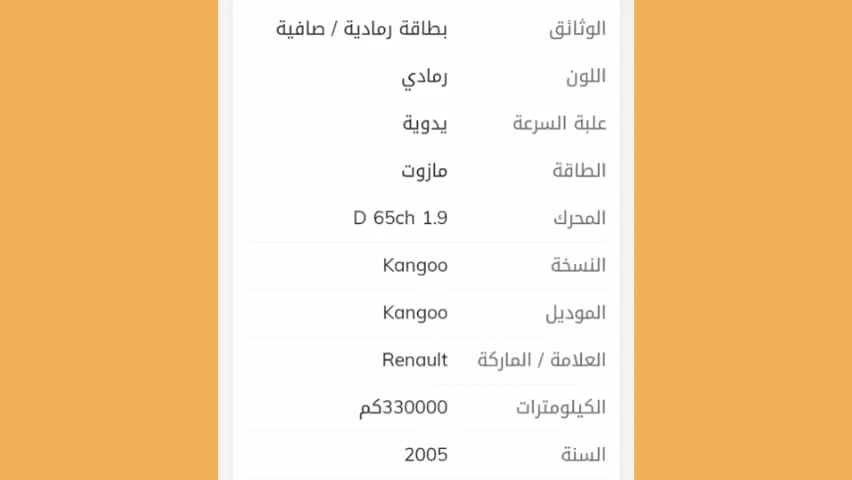 الوثائق بطاقة رمادية / صافية
اللون رمادي
علبة السرعة يدوية
الطاقة مازوت
المحرك 1.9 D 65ch
النسخة Kangoo
الموديل Kangoo
العلامة / الماركة Renault
الكيلومترات 330000كم
السنة 2005